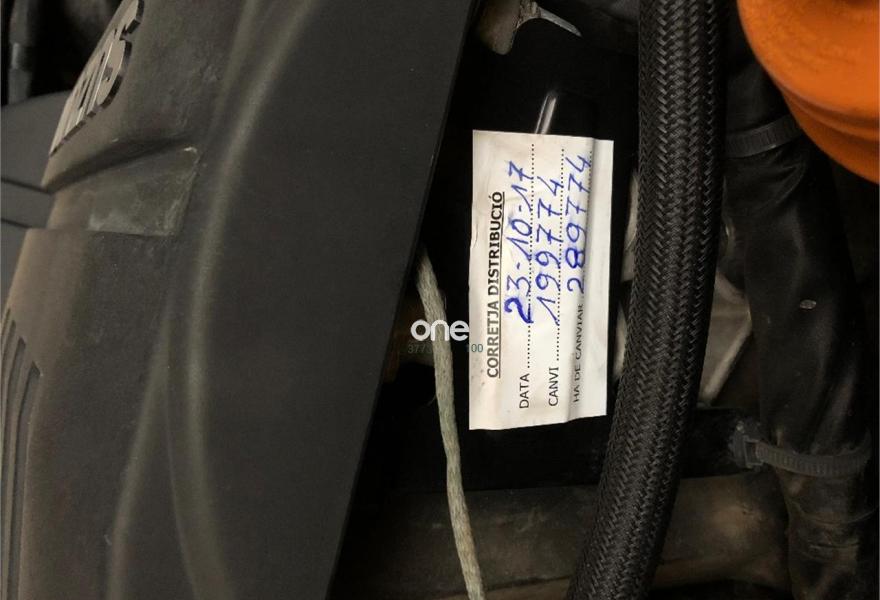 CORRETJA DISTRIBUCIÓ
DATA 23-10-17
CANVI 199774
HA DE CANVIAR 289774
one